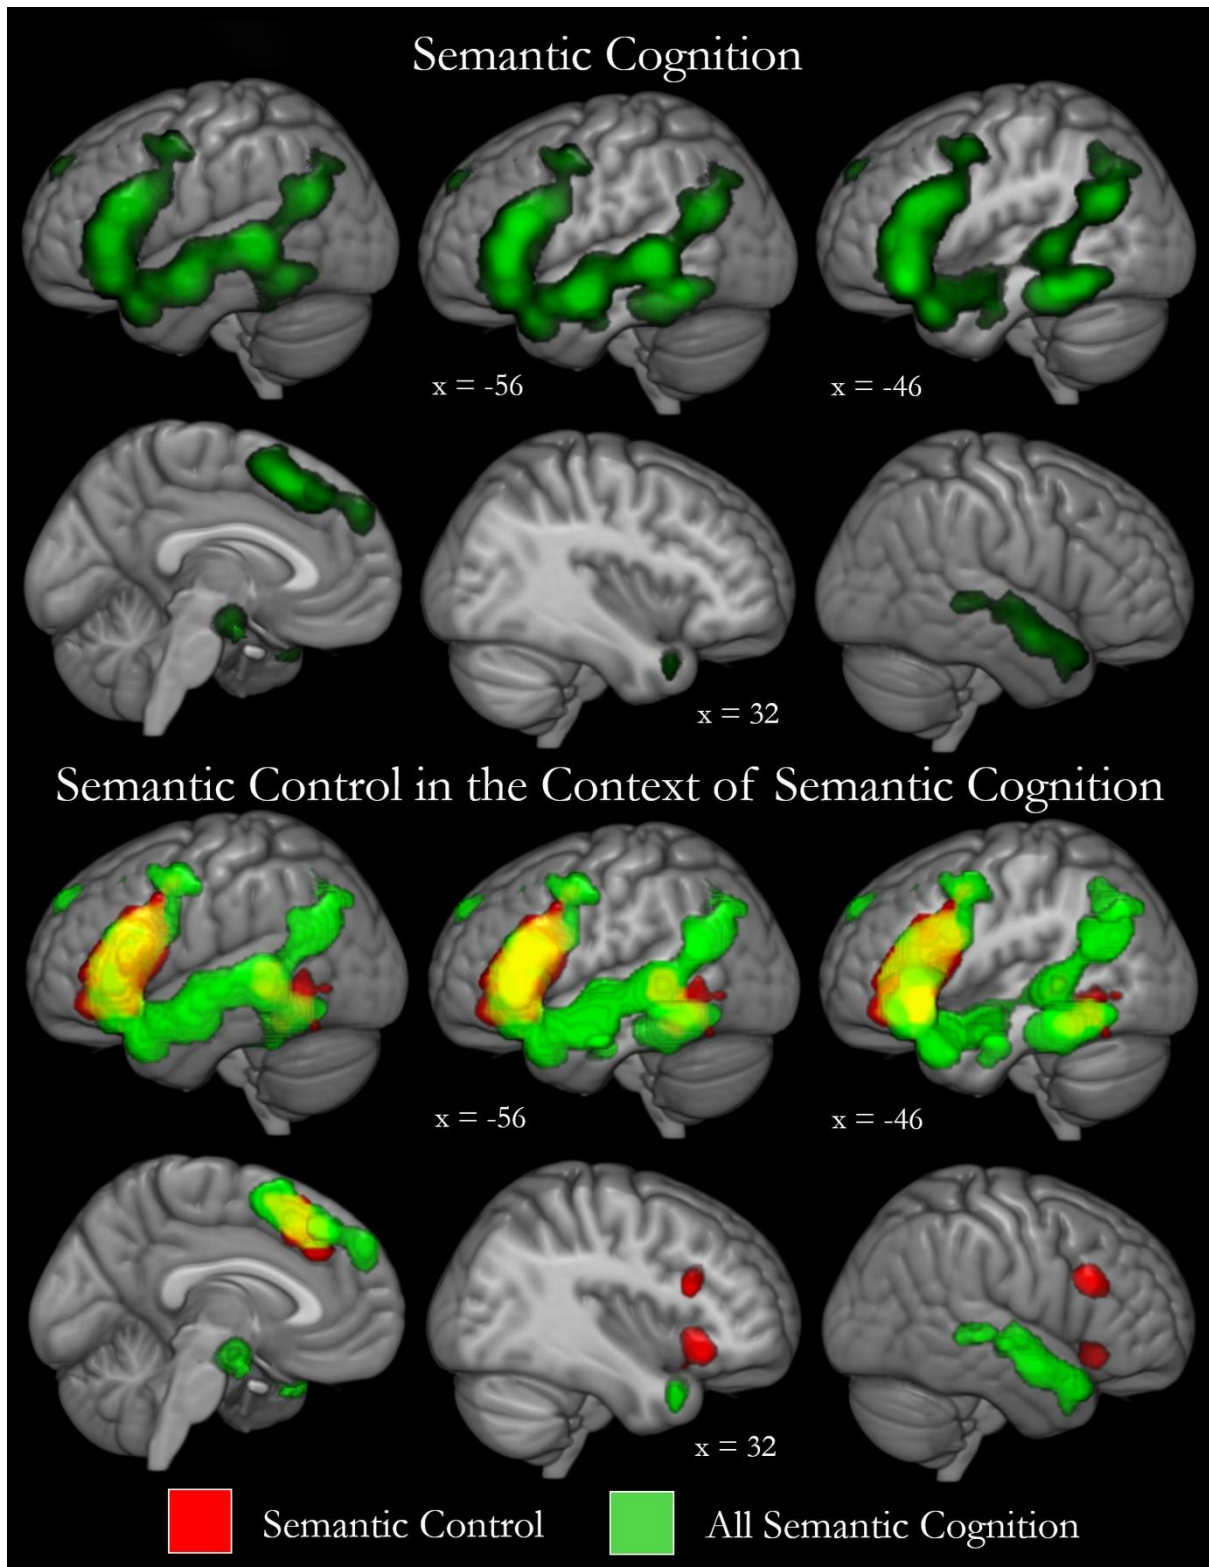 Semantic Cognition
x = -56
x = -46
x = 32
Semantic Control in the Context of Semantic Cognition
x = -56
x = -46
x = 32
Semantic Control
All Semantic Cognition